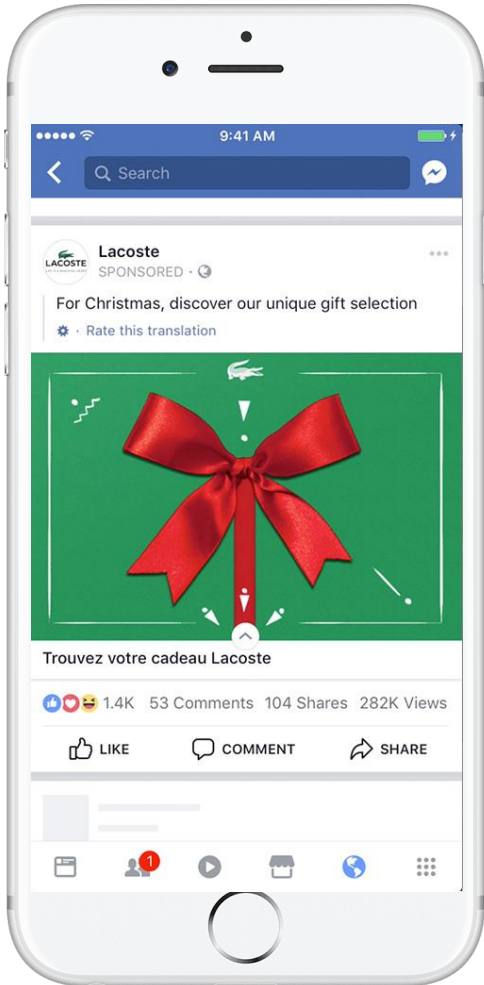 9:41 AM
Search
LACOSTE
Lacoste
SPONSORED ·
For Christmas, discover our unique gift selection
· Rate this translation
Trouvez votre cadeau Lacoste
1.4K 53 Comments 104 Shares 282K Views
LIKE COMMENT SHARE
1